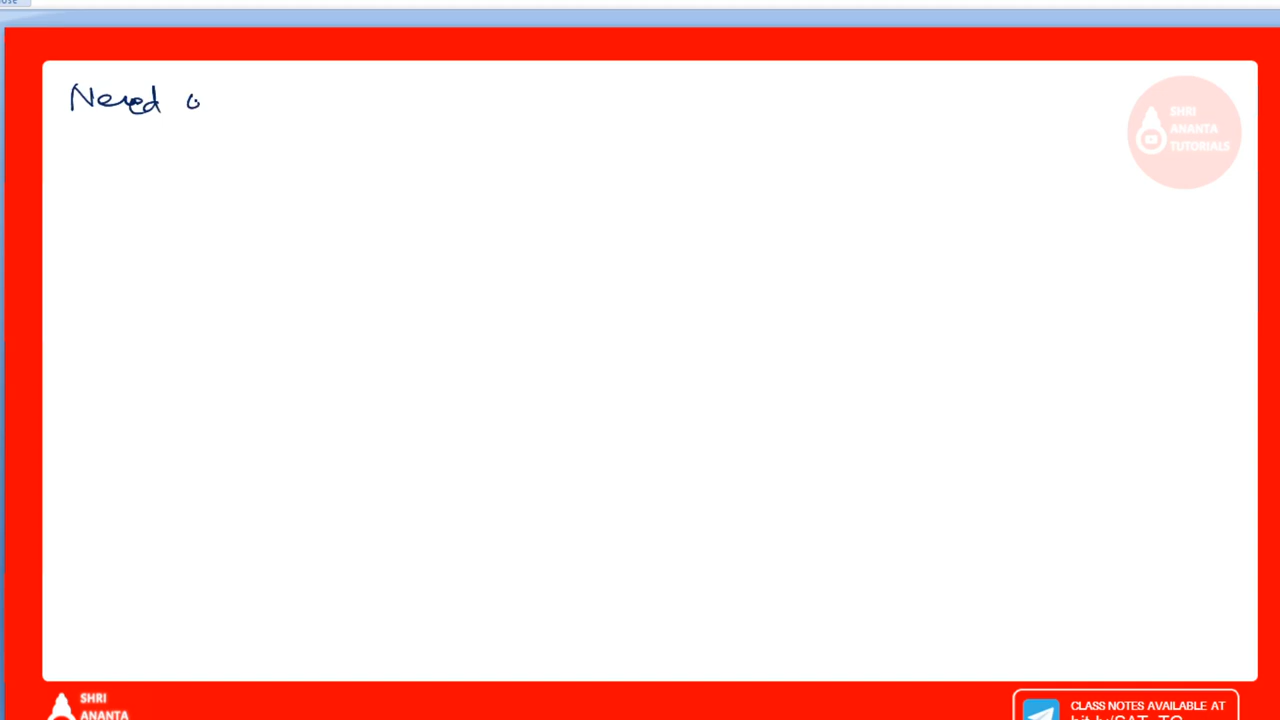 Need o
SHRI
ANANTA
TUTORIALS
SHRI
ANANTA
CLASS NOTES AVAILABLE AT